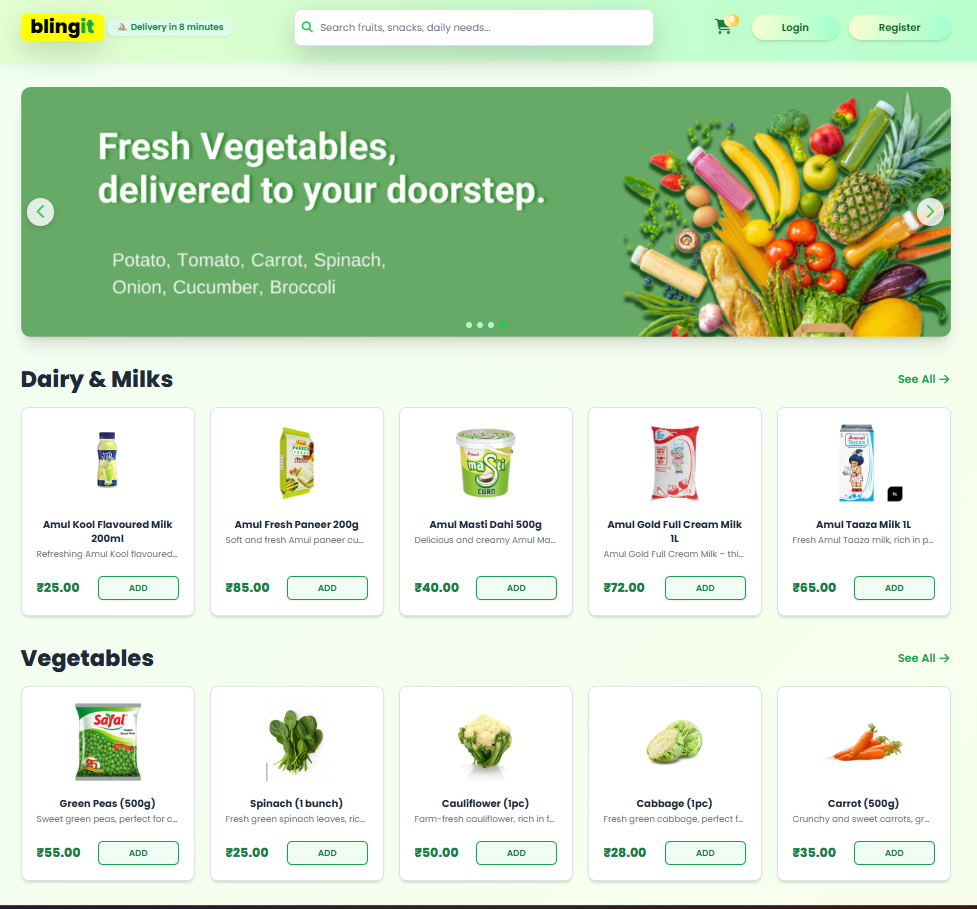 blingit
Delivery in 8 minutes
Search fruits, snacks, daily needs...
0
Login
Register
Fresh Vegetables,
delivered to your doorstep.
Potato, Tomato, Carrot, Spinach,
Onion, Cucumber, Broccoli
Dairy & Milks
See All →
Amul
masti
CURD
Amul
Taaza
Amul Kool Flavoured Milk
200ml
Refreshing Amul Kool flavoured...
₹25.00
ADD
Amul Fresh Paneer 200g
Soft and fresh Amul paneer cu...
₹85.00
ADD
Amul Masti Dahi 500g
Delicious and creamy Amul Ma...
₹40.00
ADD
Amul Gold Full Cream Milk
1L
Amul Gold Full Cream Milk – thi...
₹72.00
ADD
Amul Taaza Milk 1L
Fresh Amul Taaza milk, rich in p...
₹65.00
ADD
Vegetables
See All →
Safal
Green Peas (500g)
Sweet green peas, perfect for c...
₹55.00
ADD
Spinach (1 bunch)
Fresh green spinach leaves, ric...
₹25.00
ADD
Cauliflower (1pc)
Farm-fresh cauliflower, rich in f...
₹50.00
ADD
Cabbage (1pc)
Fresh green cabbage, perfect f...
₹28.00
ADD
Carrot (500g)
Crunchy and sweet carrots, gr...
₹35.00
ADD